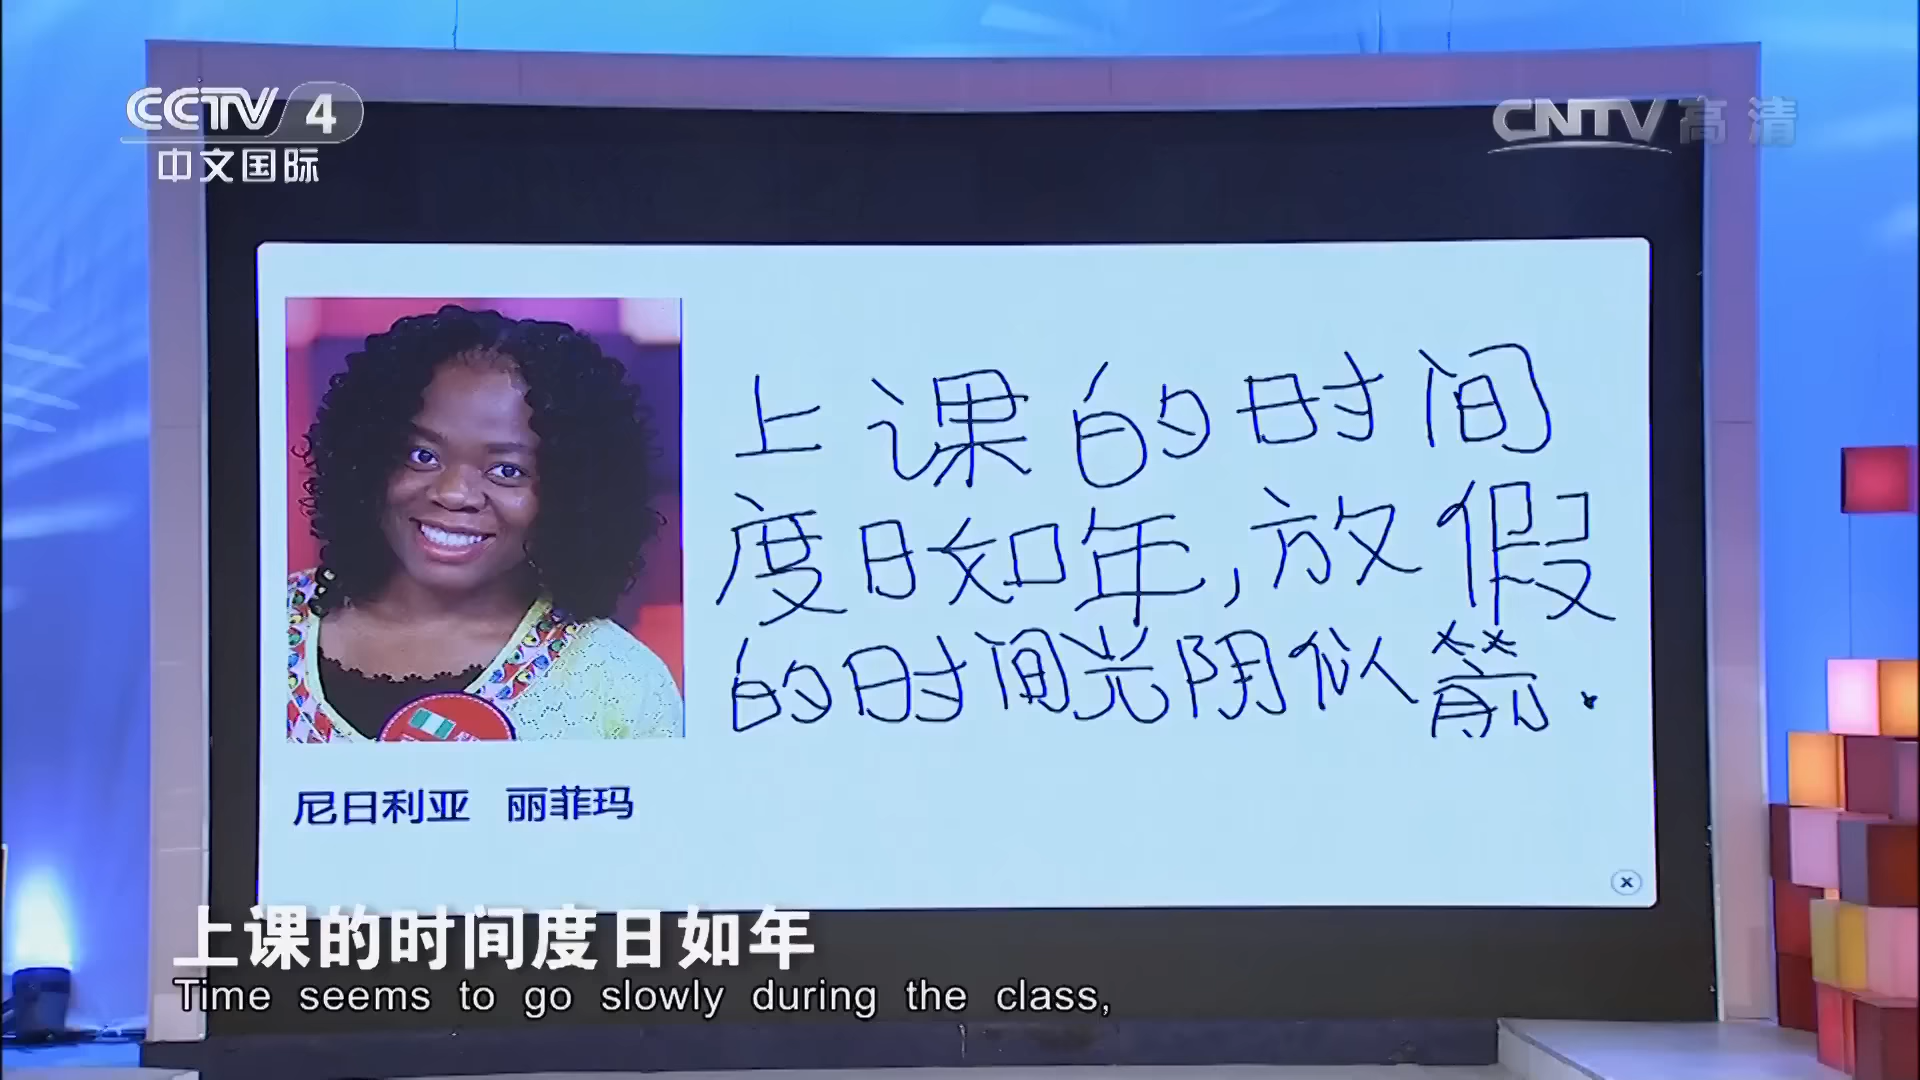 CCTV 4
中文国际
CNTV 高清
上课的时间
度日如年,放假
的时间光阴似箭.
尼日利亚 丽菲玛
上课的时间度日如年
Time seems to go slowly during the class,